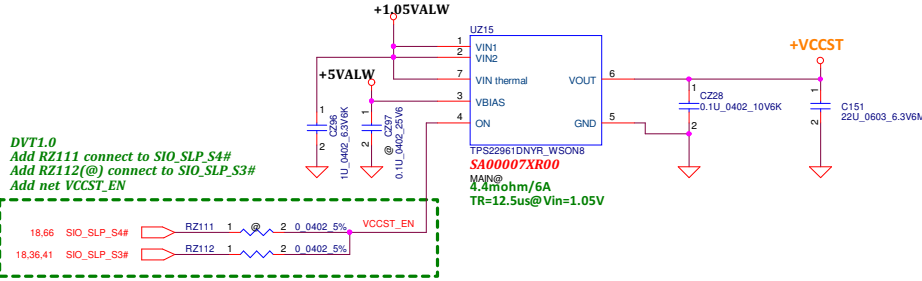 +1.05VALW
UZ15
+VCCST
1 VIN1
2 VIN2
+5VALW
7 VIN thermal VOUT 6
3 VBIAS
4 ON GND 5
1 CZ96 2
1U_0402_6.3V6K
1 CZ97 2
@
0.1U_0402_25V6
1 CZ28
0.1U_0402_10V6K
2
1 C151
22U_0603_6.3V6M
2
TPS22961DNYR_WSON8
SA00007XR00
MAIN@
4.4mohm/6A
TR=12.5us@Vin=1.05V
DVT1.0
Add RZ111 connect to SIO_SLP_S4#
Add RZ112(@) connect to SIO_SLP_S3#
Add net VCCST_EN
18,66 SIO_SLP_S4# RZ111 1 @ 2 0_0402_5% VCCST_EN
18,36,41 SIO_SLP_S3# RZ112 1 2 0_0402_5%